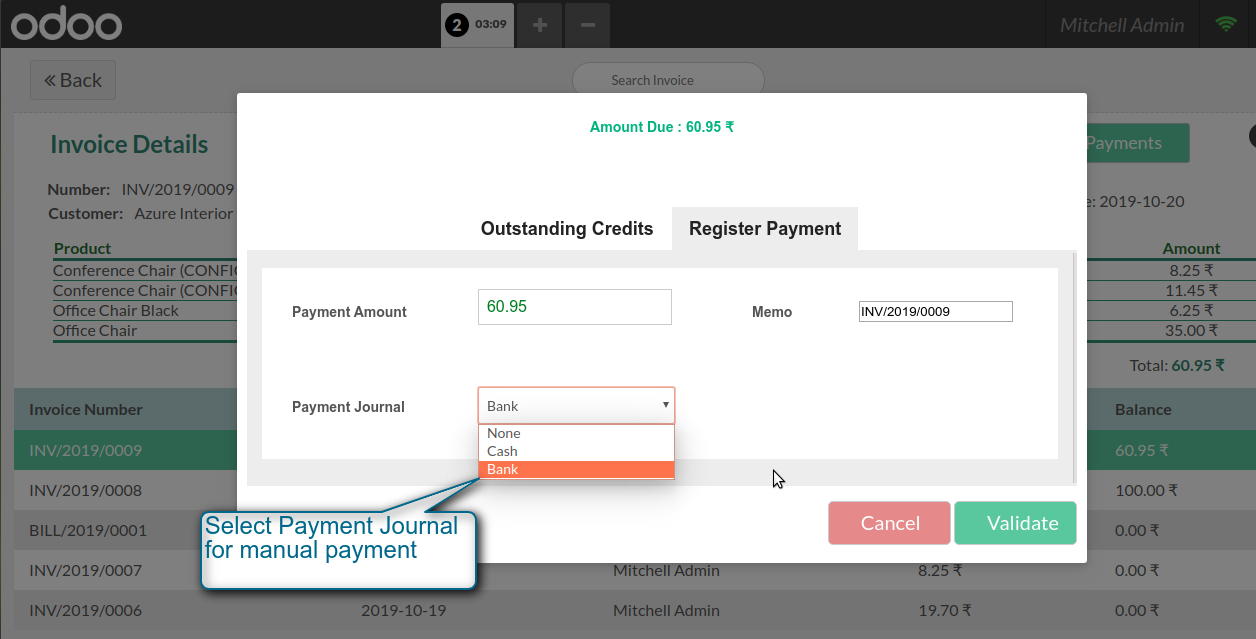 odoo
2 03:09 + −
Mitchell Admin
« Back
Search Invoice
Amount Due : 60.95 ₹
Invoice Details
Payments
Number: INV/2019/0009
e: 2019-10-20
Customer: Azure Interior
Outstanding Credits Register Payment
Product Amount
Conference Chair (CONFIG 8.25 ₹
Conference Chair (CONFIG 11.45 ₹
Office Chair Black 6.25 ₹
Office Chair 35.00 ₹
Total: 60.95 ₹
Payment Amount 60.95 Memo INV/2019/0009
Payment Journal Bank
None
Cash
Bank
Invoice Number Balance
INV/2019/0009 60.95 ₹
INV/2019/0008 100.00 ₹
BILL/2019/0001 0.00 ₹
Cancel Validate
Select Payment Journal
for manual payment
INV/2019/0007 Mitchell Admin 8.25 ₹ 0.00 ₹
INV/2019/0006 2019-10-19 Mitchell Admin 19.70 ₹ 0.00 ₹